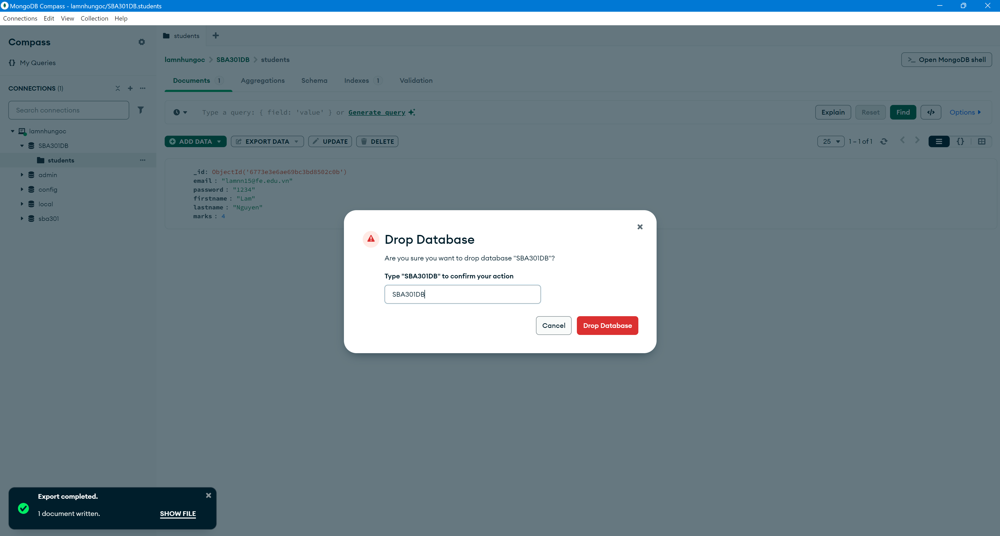 MongoDB Compass - lamnhungoc/SBA301DB.students
Connections Edit View Collection Help
Compass
students
{} My Queries
lamnhungoc > SBA301DB > students
>_ Open MongoDB shell
Documents 1 Aggregations Schema Indexes 1 Validation
CONNECTIONS (1)
Search connections
Type a query: { field: 'value' } or Generate query
Explain Reset Find </> Options
lamnhungoc
SBA301DB
students
admin
config
local
sba301
ADD DATA EXPORT DATA UPDATE DELETE
25 1 – 1 of 1 {}
_id: ObjectId('6773e3e6ae69bc3bd8502c0b')
email : "lamnn15@fe.edu.vn"
password : "1234"
firstname : "Lam"
lastname : "Nguyen"
marks : 4
Drop Database
Are you sure you want to drop database "SBA301DB"?
Type "SBA301DB" to confirm your action
SBA301DB
Cancel Drop Database
Export completed.
1 document written. SHOW FILE